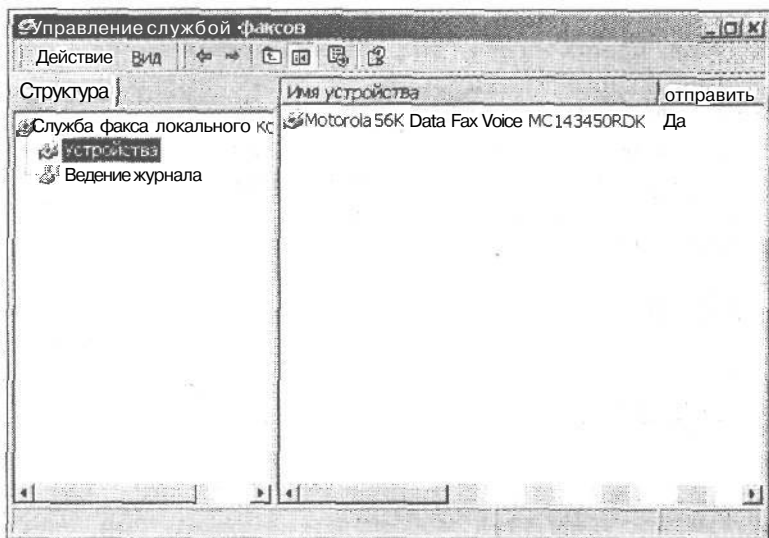 Управление службой факсов
Действие Вид
Структура
Имя устройства отправить
Служба факса локального ко
Motorola 56K Data Fax Voice MC143450RDK Да
Устройства
Ведение журнала